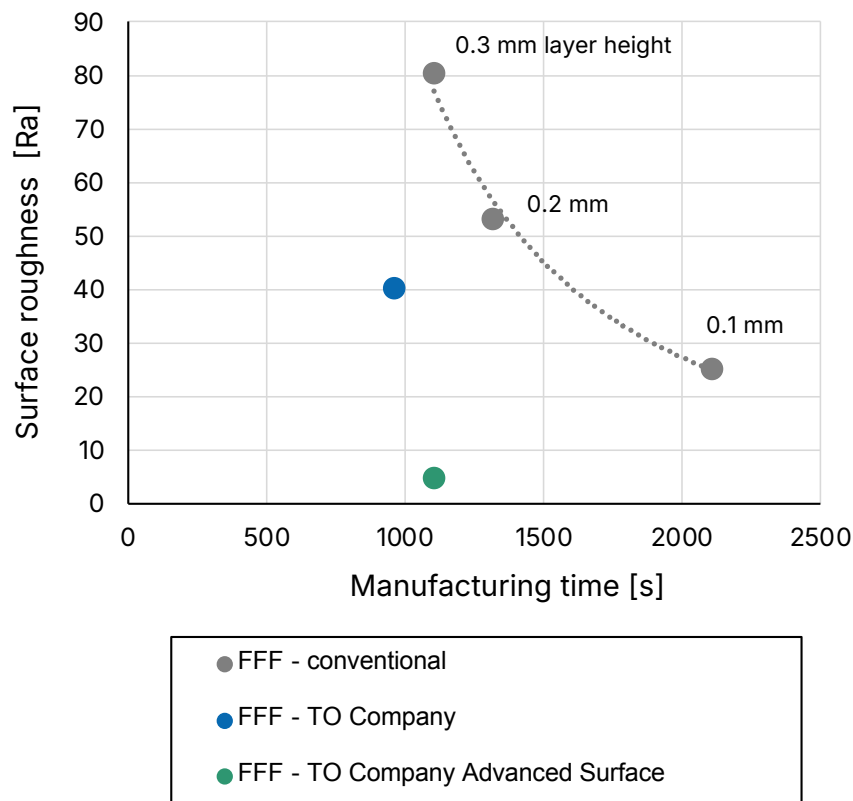 90
0.3 mm layer height
80
70
60
0.2 mm
50
40
0.1 mm
30
20
10
0
Surface roughness  [Ra]
0 500 1000 1500 2000 2500
Manufacturing time [s]
FFF - conventional
FFF - TO Company
FFF - TO Company Advanced Surface